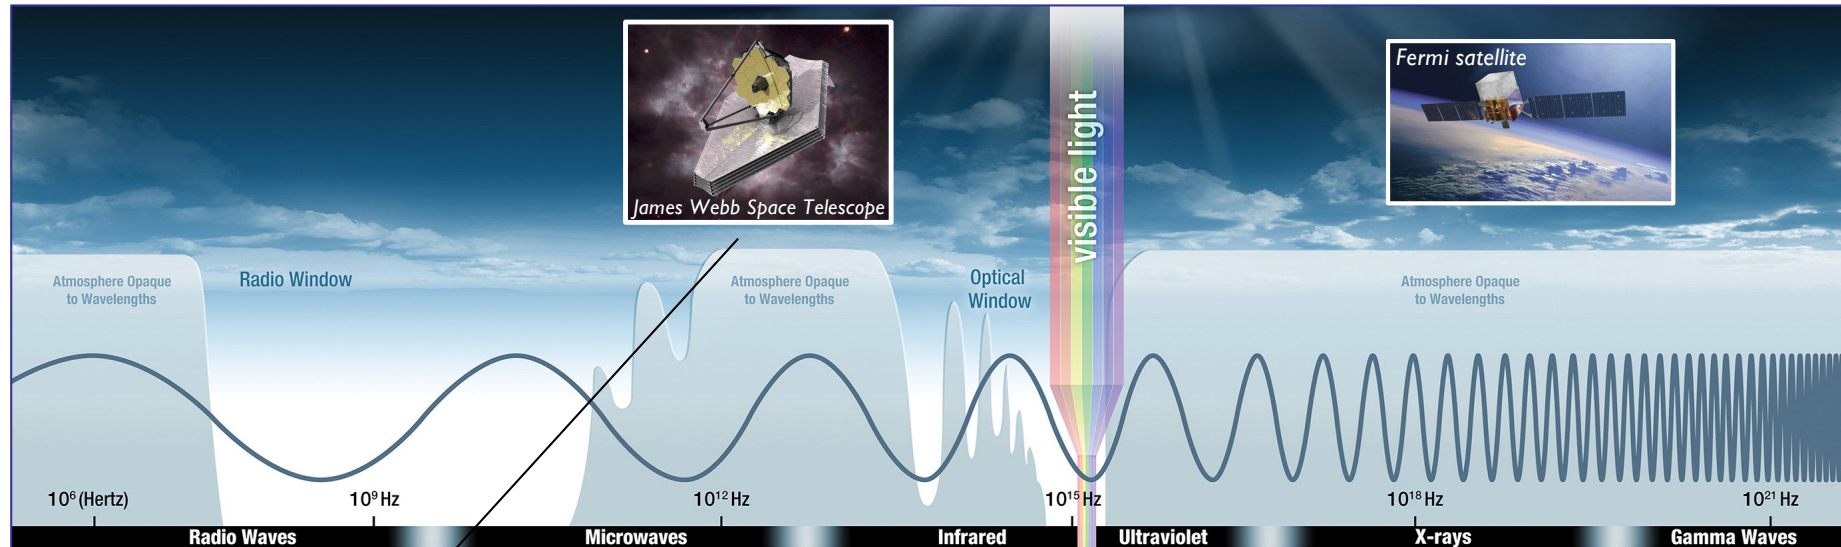 James Webb Space Telescope
Fermi satellite
visible light
Atmosphere Opaque
to Wavelengths
Radio Window
Atmosphere Opaque
to Wavelengths
Optical
Window
Atmosphere Opaque
to Wavelengths
10⁶ (Hertz)
10⁹ Hz
10¹² Hz
10¹⁵ Hz
10¹⁸ Hz
10²¹ Hz
Radio Waves
Microwaves
Infrared
Ultraviolet
X-rays
Gamma Waves